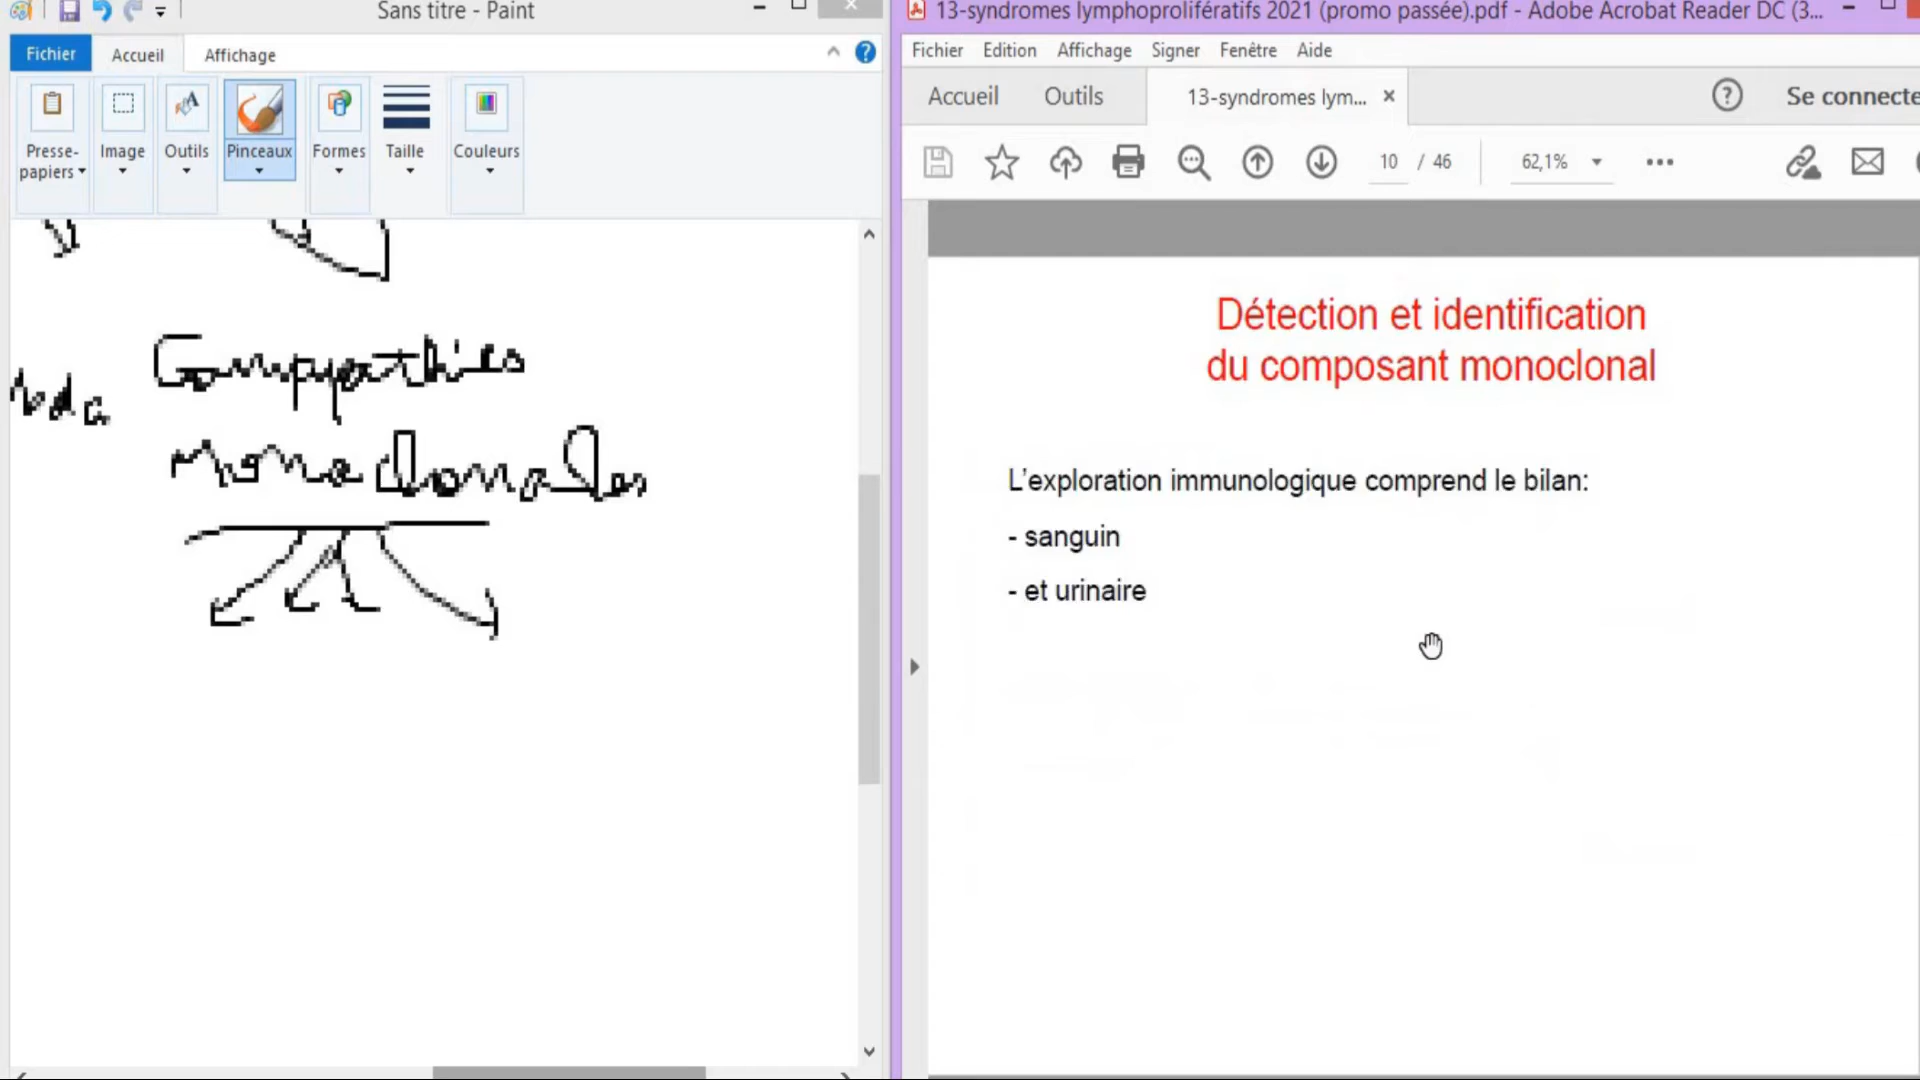 Sans titre - Paint
Fichier
Accueil
Affichage
Presse-
papiers
Image
Outils
Pinceaux
Formes
Taille
Couleurs
Gampathies
Monoclonales
13-syndromes lymphoprolifératifs 2021 (promo passée).pdf - Adobe Acrobat Reader DC (3...
Fichier Edition Affichage Signer Fenêtre Aide
Accueil Outils 13-syndromes lym... Se connecte
10 / 46 62,1%
Détection et identification
du composant monoclonal
L'exploration immunologique comprend le bilan:
- sanguin
- et urinaire